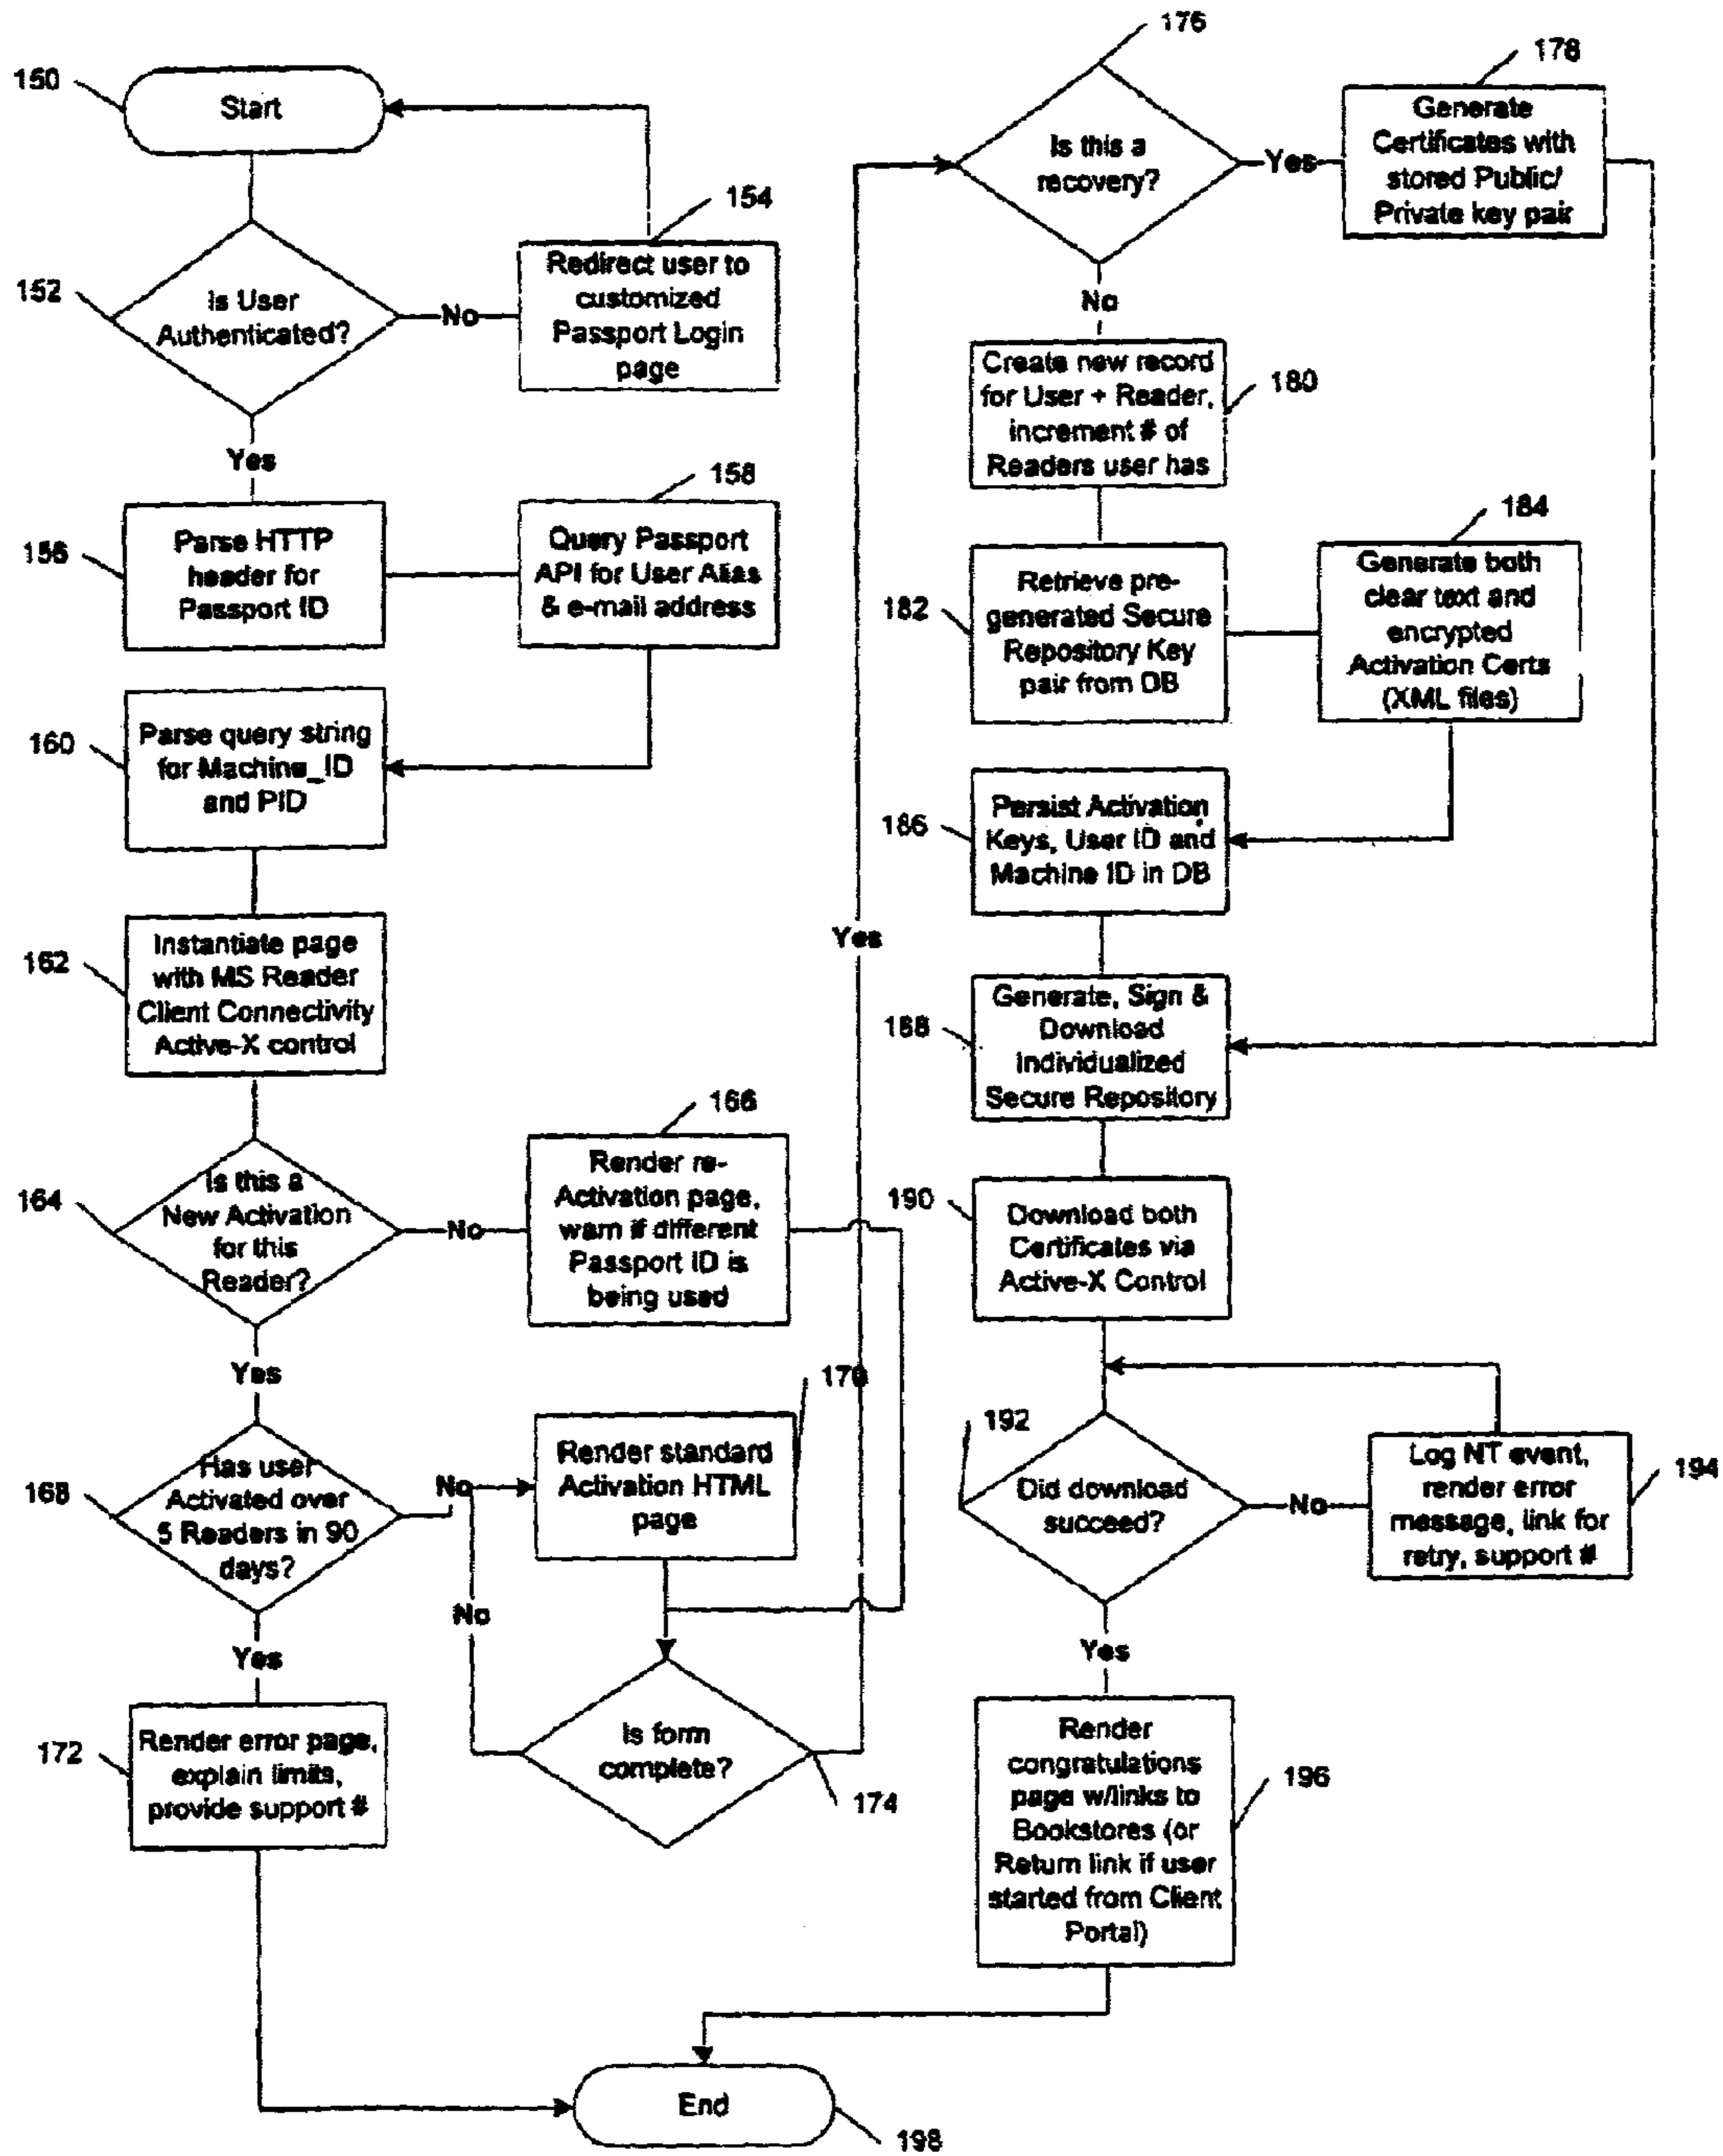 150
Start
152
Is User
Authenticated?
No
154
Redirect user to
customized
Passport Login
page
Yes
156
Parse HTTP
header for
Passport ID
158
Query Passport
API for User Alias
& e-mail address
160
Parse query string
for Machine_ID
and PID
162
Instantiate page
with MS Reader
Client Connectivity
Active-X control
164
Is this a
New Activation
for this
Reader?
No
166
Render re-
Activation page,
warn if different
Passport ID is
being used
Yes
168
Has user
Activated over
5 Readers in 90
days?
No
170
Render standard
Activation HTML
page
No
Yes
172
Render error page,
explain limits,
provide support #
Is form
complete?
174
Yes
176
Is this a
recovery?
Yes
178
Generate
Certificates with
stored Public/
Private key pair
No
Create new record
for User + Reader,
increment # of
Readers user has
180
182
Retrieve pre-
generated Secure
Repository Key
pair from DB
184
Generate both
clear text and
encrypted
Activation Certs
(XML files)
186
Persist Activation
Keys, User ID and
Machine ID in DB
188
Generate, Sign &
Download
Individualized
Secure Repository
190
Download both
Certificates via
Active-X Control
192
Did download
succeed?
No
Log NT event,
render error
message, link for
retry, support #
194
Yes
Render
congratulations
page w/links to
Bookstores (or
Return link if user
started from Client
Portal)
196
End
198